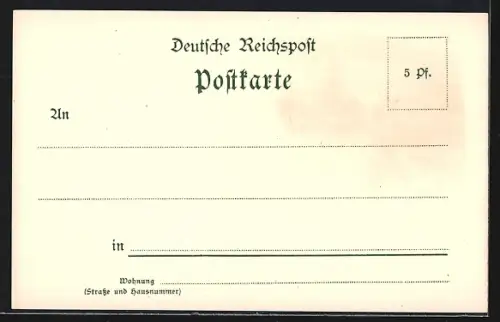 Deutsche Reichspost
Postkarte
5 Pf.
An
in
Wohnung
(Straße und Hausnummer)